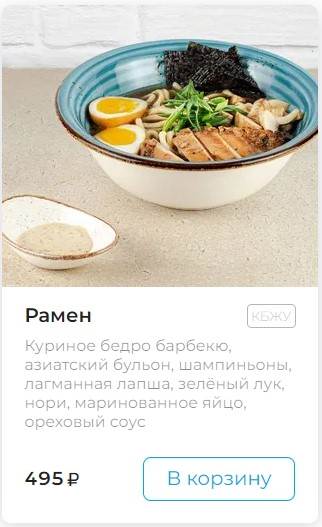 Рамен
КБЖУ
Куриное бедро барбекю,
азиатский бульон, шампиньоны,
лагманная лапша, зелёный лук,
нори, маринованное яйцо,
ореховый соус
495 ₽
В корзину